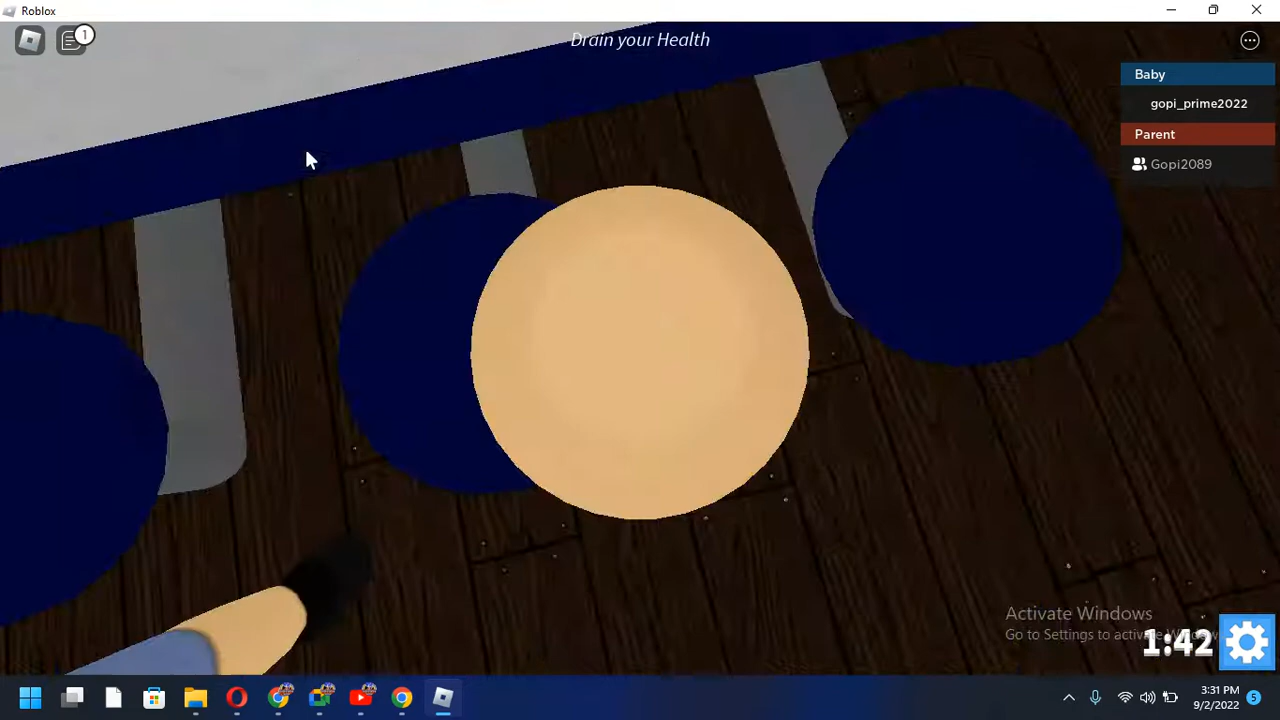 Roblox
1
Drain your Health
Baby
gopi_prime2022
Parent
Gopi2089
Activate Windows
Go to Settings to activate Windows.
1:42
3:31 PM
9/2/2022
5